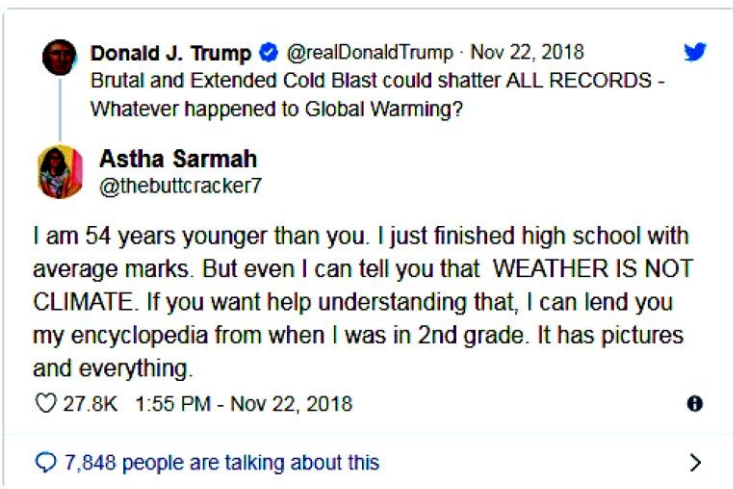 Donald J. Trump @realDonaldTrump · Nov 22, 2018
Brutal and Extended Cold Blast could shatter ALL RECORDS -
Whatever happened to Global Warming?
Astha Sarmah
@thebuttcracker7
I am 54 years younger than you. I just finished high school with
average marks. But even I can tell you that WEATHER IS NOT
CLIMATE. If you want help understanding that, I can lend you
my encyclopedia from when I was in 2nd grade. It has pictures
and everything.
27.8K 1:55 PM - Nov 22, 2018
7,848 people are talking about this